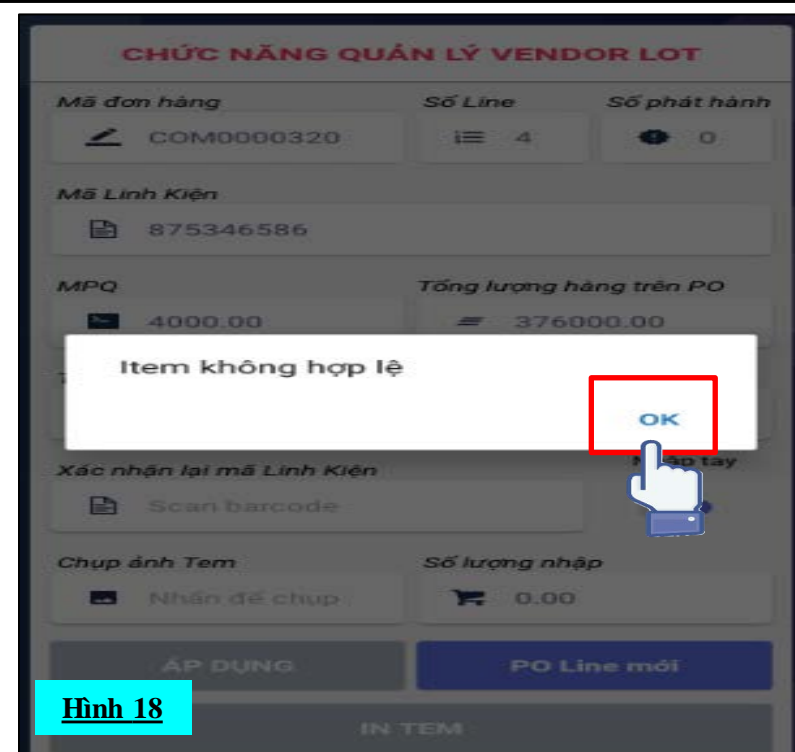 CHỨC NĂNG QUẢN LÝ VENDOR LOT
Mã đơn hàng Số Line Số phát hành
COM0000320 4 0
Mã Linh Kiện
875346586
MPQ Tổng lượng hàng trên PO
4000.00 376000.00
Item không hợp lệ
OK
Xác nhận lại mã Linh Kiện
Scan barcode
Chụp ảnh Tem Số lượng nhập
Nhấn để chụp 0.00
ÁP DỤNG PO Line mới
Hình 18
IN TEM